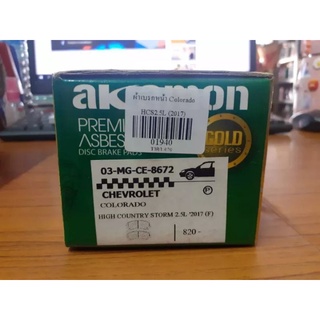 ผ้าเบรคหน้า Colorado
HCS2.5L (2017)
01940
PREMI
ASBES
DISC BRAKE PADS
GOLD
series
03-MG-CE-8672
CHEVROLET
COLORADO
HIGH COUNTRY STORM 2.5L '2017 (F)
P
820.-